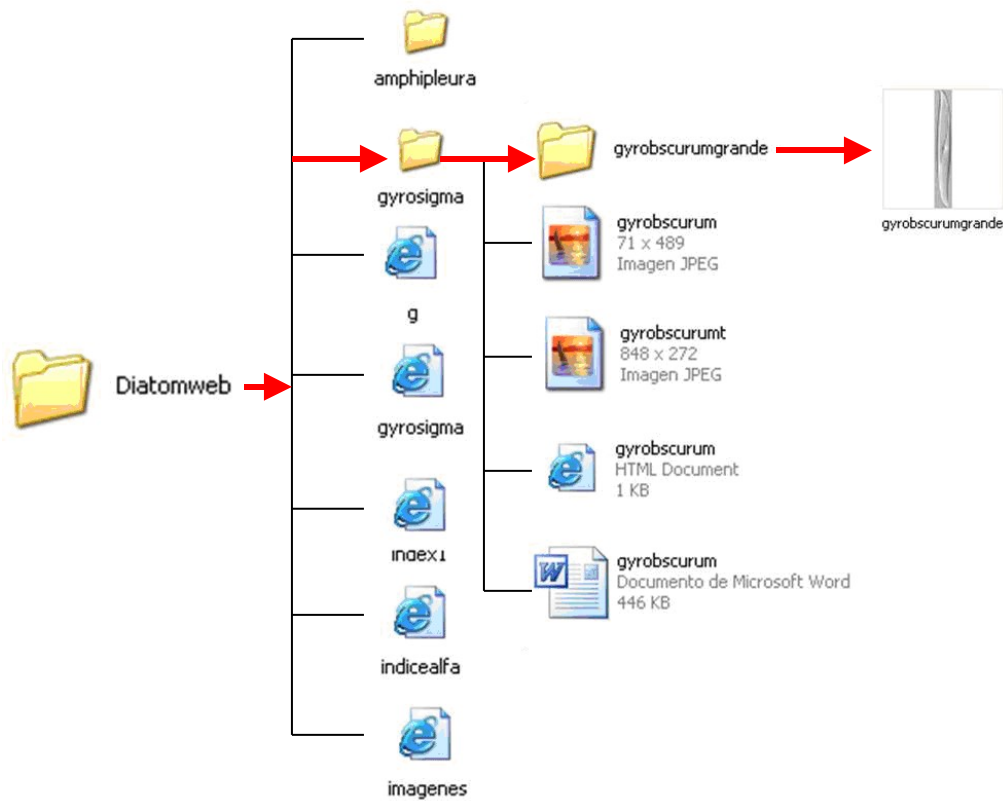 amphipleura
gyrosigma
gyrobscurumgrande
gyrobscurumgrande
gyrobscurum
71 x 489
Imagen JPEG
g
gyrobscurumt
848 x 272
Imagen JPEG
Diatomweb
gyrosigma
gyrobscurum
HTML Document
1 KB
index1
gyrobscurum
Documento de Microsoft Word
446 KB
indicealfa
imagenes